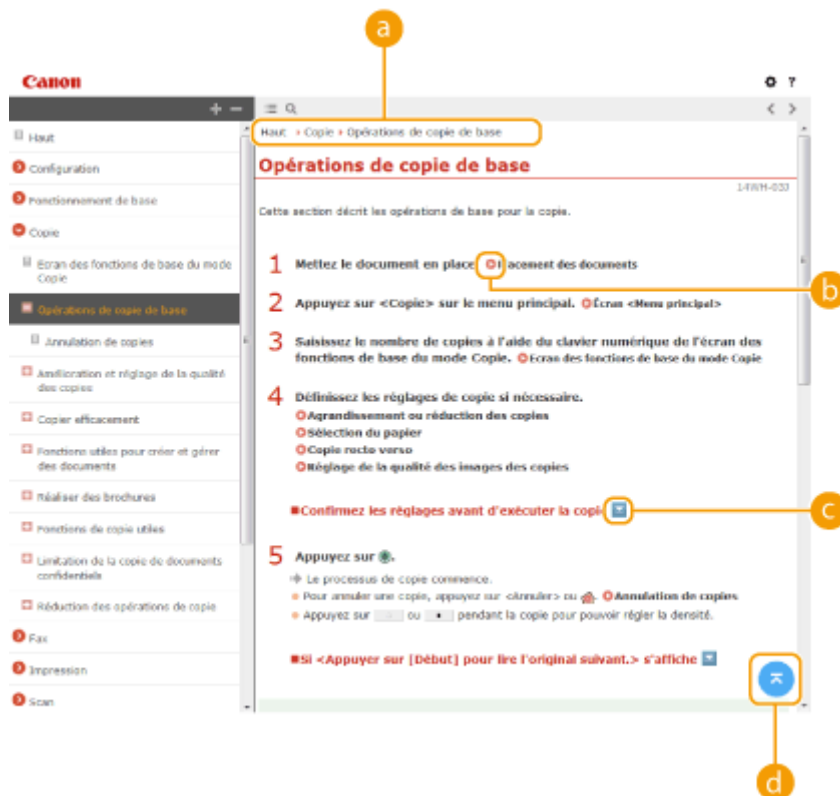 a
Canon
?
+ −
< >
Haut
Haut › Copie › Opérations de copie de base
Configuration
Opérations de copie de base
14WH-033
Fonctionnement de base
Cette section décrit les opérations de base pour la copie.
Copie
Ecran des fonctions de base du mode
Copie
Opérations de copie de base
Annulation de copies
Amélioration et réglage de la qualité
des copies
Copier efficacement
Fonctions utiles pour créer et gérer
des documents
Réaliser des brochures
Fonctions de copie utiles
Limitation de la copie de documents
confidentiels
Réduction des opérations de copie
Fax
Impression
Scan
1 Mettez le document en place. acement des documents
b
2 Appuyez sur <Copie> sur le menu principal. Écran <Menu principal>
3 Saisissez le nombre de copies à l'aide du clavier numérique de l'écran des
fonctions de base du mode Copie. Ecran des fonctions de base du mode Copie
4 Définissez les réglages de copie si nécessaire.
Agrandissement ou réduction des copies
Sélection du papier
Copie recto verso
Réglage de la qualité des images des copies
Confirmez les réglages avant d'exécuter la copi
c
5 Appuyez sur .
Le processus de copie commence.
Pour annuler une copie, appuyez sur <Annuler> ou . Annulation de copies
Appuyez sur ou pendant la copie pour pouvoir régler la densité.
Si <Appuyer sur [Début] pour lire l'original suivant.> s'affiche
d